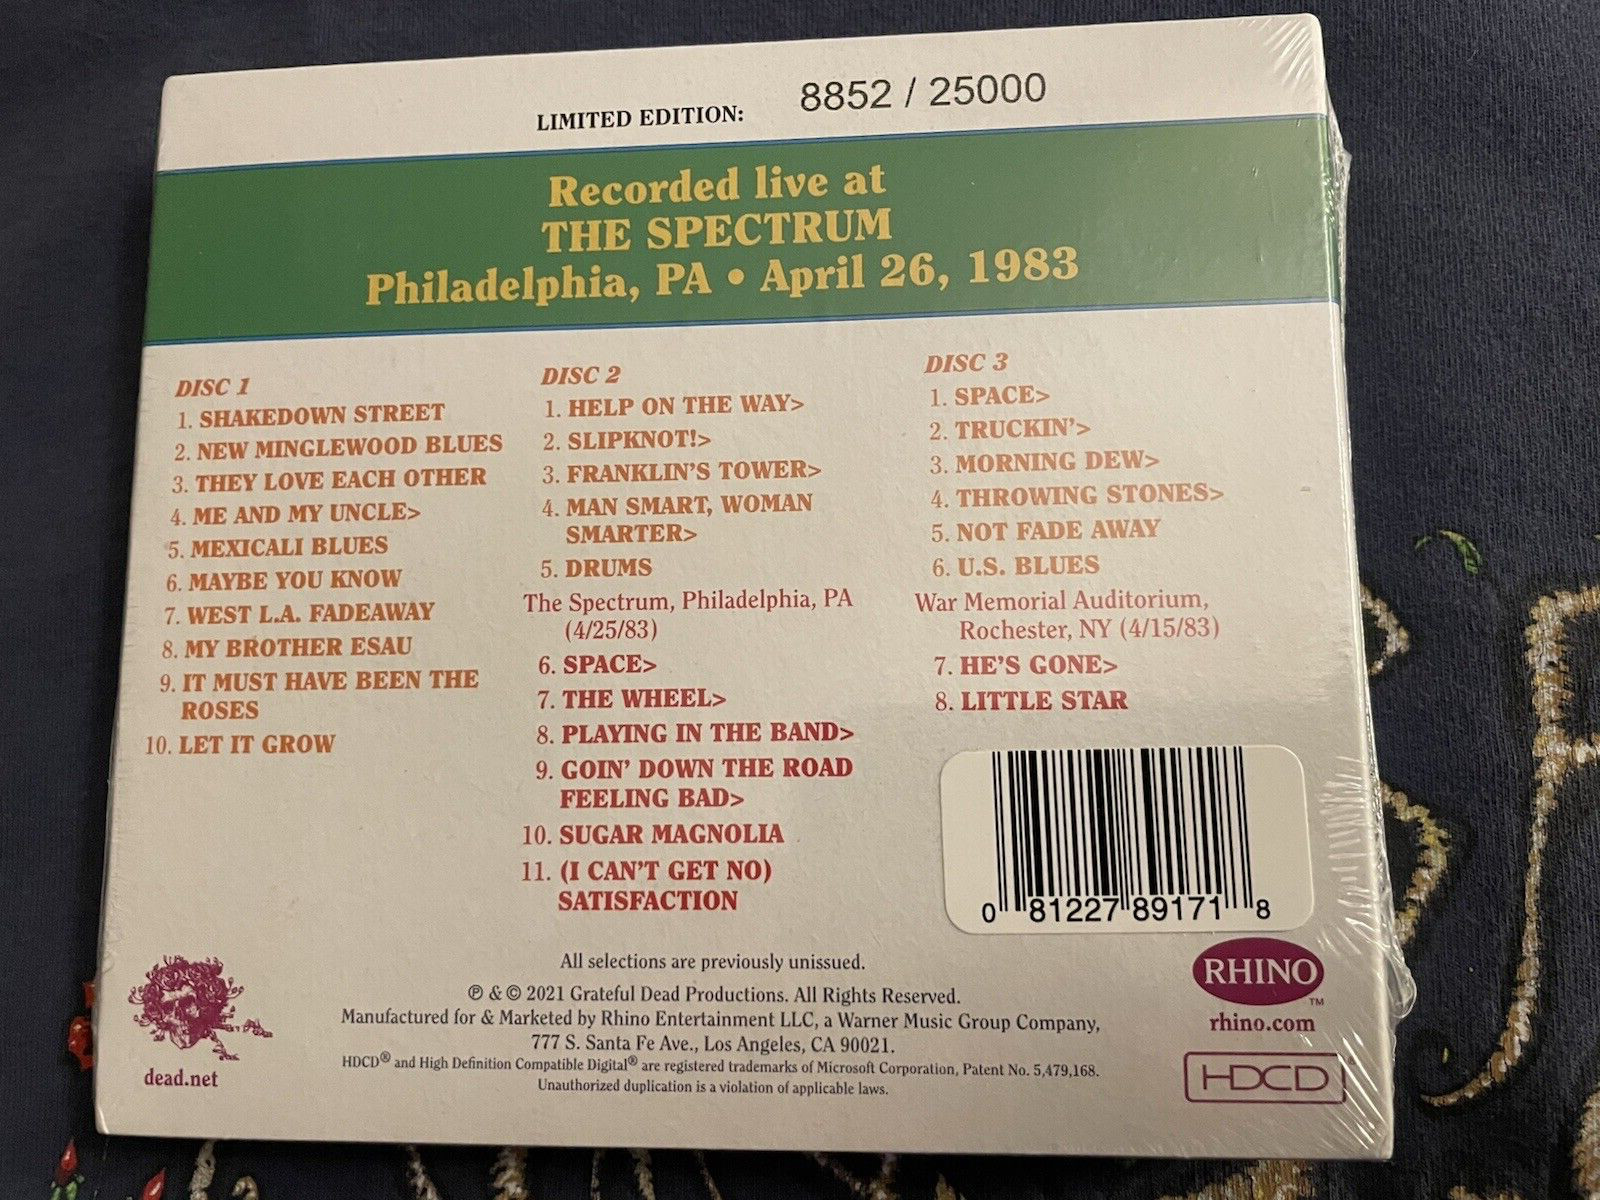 LIMITED EDITION: 8852 / 25000
Recorded live at
THE SPECTRUM
Philadelphia, PA • April 26, 1983
DISC 1
1. SHAKEDOWN STREET
2. NEW MINGLEWOOD BLUES
3. THEY LOVE EACH OTHER
4. ME AND MY UNCLE>
5. MEXICALI BLUES
6. MAYBE YOU KNOW
7. WEST L.A. FADEAWAY
8. MY BROTHER ESAU
9. IT MUST HAVE BEEN THE
ROSES
10. LET IT GROW
DISC 2
1. HELP ON THE WAY>
2. SLIPKNOT!>
3. FRANKLIN'S TOWER>
4. MAN SMART, WOMAN
SMARTER>
5. DRUMS
The Spectrum, Philadelphia, PA
(4/25/83)
6. SPACE>
7. THE WHEEL>
8. PLAYING IN THE BAND>
9. GOIN' DOWN THE ROAD
FEELING BAD>
10. SUGAR MAGNOLIA
11. (I CAN'T GET NO)
SATISFACTION
DISC 3
1. SPACE>
2. TRUCKIN'>
3. MORNING DEW>
4. THROWING STONES>
5. NOT FADE AWAY
6. U.S. BLUES
War Memorial Auditorium,
Rochester, NY (4/15/83)
7. HE'S GONE>
8. LITTLE STAR
0 81227 89171 8
All selections are previously unissued.
℗ & © 2021 Grateful Dead Productions. All Rights Reserved.
Manufactured for & Marketed by Rhino Entertainment LLC, a Warner Music Group Company,
777 S. Santa Fe Ave., Los Angeles, CA 90021.
HDCD® and High Definition Compatible Digital® are registered trademarks of Microsoft Corporation, Patent No. 5,479,168.
Unauthorized duplication is a violation of applicable laws.
dead.net
RHINO™
rhino.com
HDCD